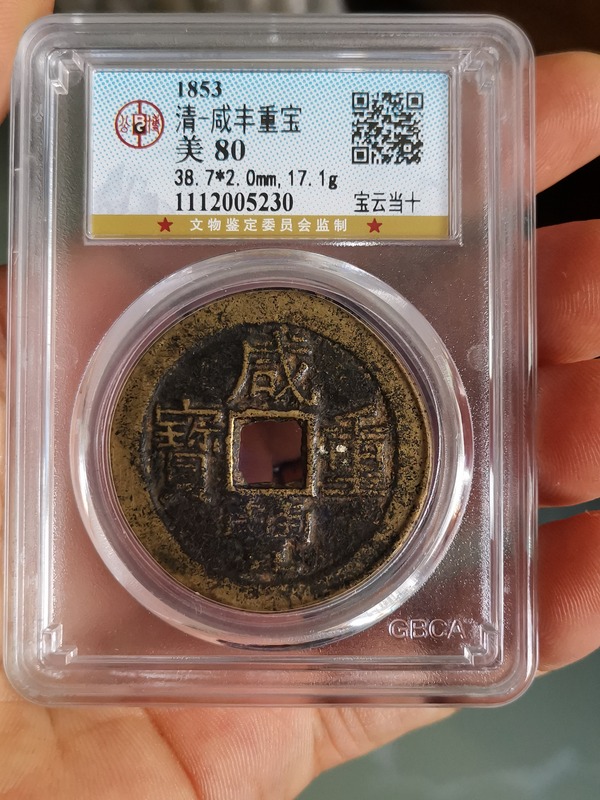 1853
清-咸丰重宝
美 80
38.7*2.0mm,17.1g
1112005230
宝云当十
★ 文物鉴定委员会监制 ★
咸
寶 重
GBCA